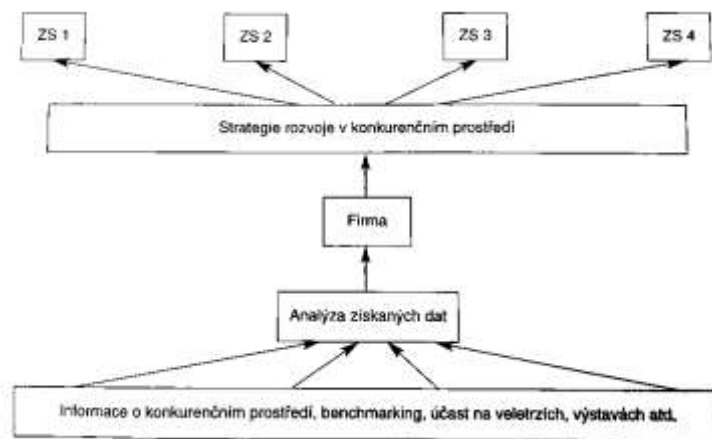 ZS 1
ZS 2
ZS 3
ZS 4
Strategie rozvoje v konkurenčním prostředí
Firma
Analýza získaných dat
Informace o konkurenčním prostředí, benchmarking, účast na veletrzích, výstavách atd.